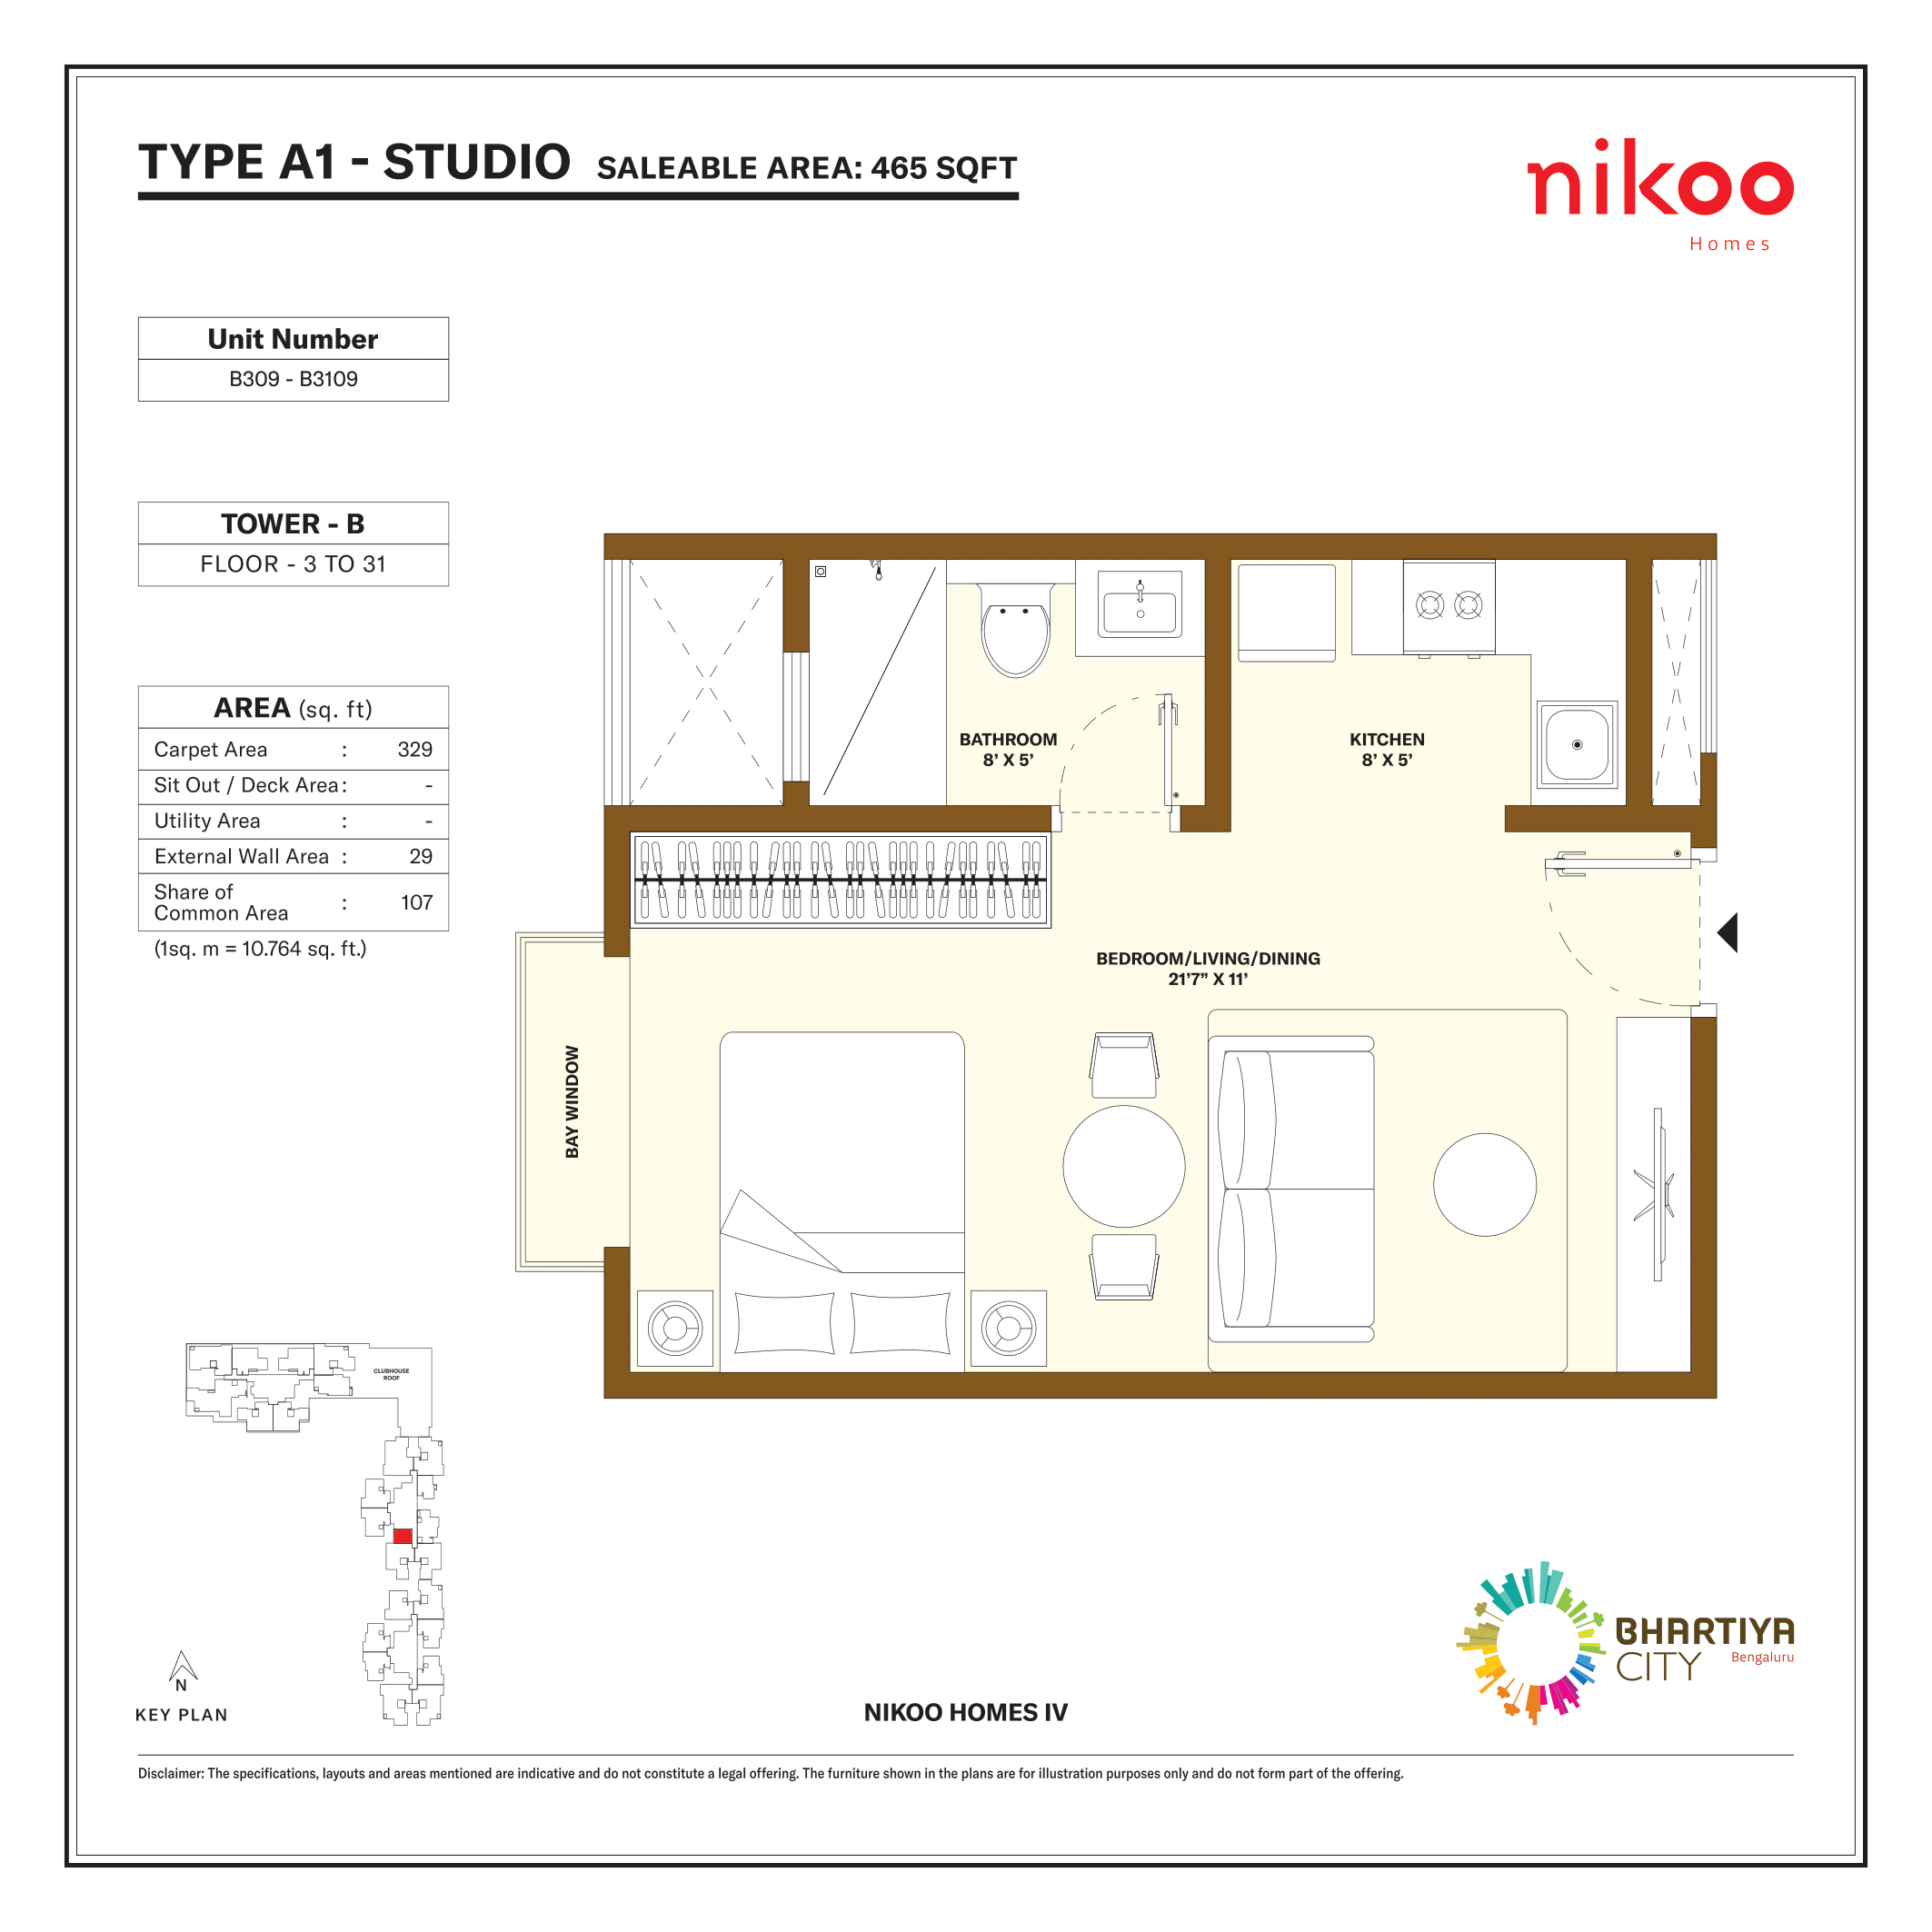 TYPE A1 - STUDIO SALEABLE AREA: 465 SQFT
nikoo
Homes
Unit Number
B309 - B3109
TOWER - B
FLOOR - 3 TO 31
AREA (sq. ft)
Carpet Area : 329
Sit Out / Deck Area : -
Utility Area : -
External Wall Area : 29
Share of
Common Area : 107
(1sq. m = 10.764 sq. ft.)
BATHROOM
8’ X 5’
KITCHEN
8’ X 5’
BEDROOM/LIVING/DINING
21’7” X 11’
BAY WINDOW
CLUBHOUSE
ROOF
N
KEY PLAN
NIKOO HOMES IV
BHARTIYA
CITY Bengaluru
Disclaimer: The specifications, layouts and areas mentioned are indicative and do not constitute a legal offering. The furniture shown in the plans are for illustration purposes only and do not form part of the offering.